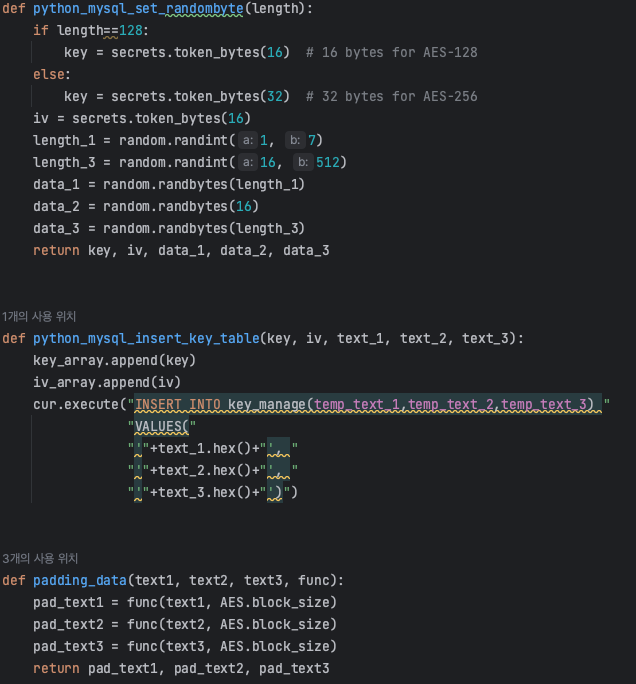 def python_mysql_set_randombyte(length):
    if length==128:
        key = secrets.token_bytes(16)  # 16 bytes for AES-128
    else:
        key = secrets.token_bytes(32)  # 32 bytes for AES-256
    iv = secrets.token_bytes(16)
    length_1 = random.randint( a: 1,  b: 7)
    length_3 = random.randint( a: 16,  b: 512)
    data_1 = random.randbytes(length_1)
    data_2 = random.randbytes(16)
    data_3 = random.randbytes(length_3)
    return key, iv, data_1, data_2, data_3
1개의 사용 위치
def python_mysql_insert_key_table(key, iv, text_1, text_2, text_3):
    key_array.append(key)
    iv_array.append(iv)
    cur.execute("INSERT INTO key_manage(temp_text_1,temp_text_2,temp_text_3) "
                "VALUES("
                "'"+text_1.hex()+"', "
                "'"+text_2.hex()+"', "
                "'"+text_3.hex()+"')")
3개의 사용 위치
def padding_data(text1, text2, text3, func):
    pad_text1 = func(text1, AES.block_size)
    pad_text2 = func(text2, AES.block_size)
    pad_text3 = func(text3, AES.block_size)
    return pad_text1, pad_text2, pad_text3